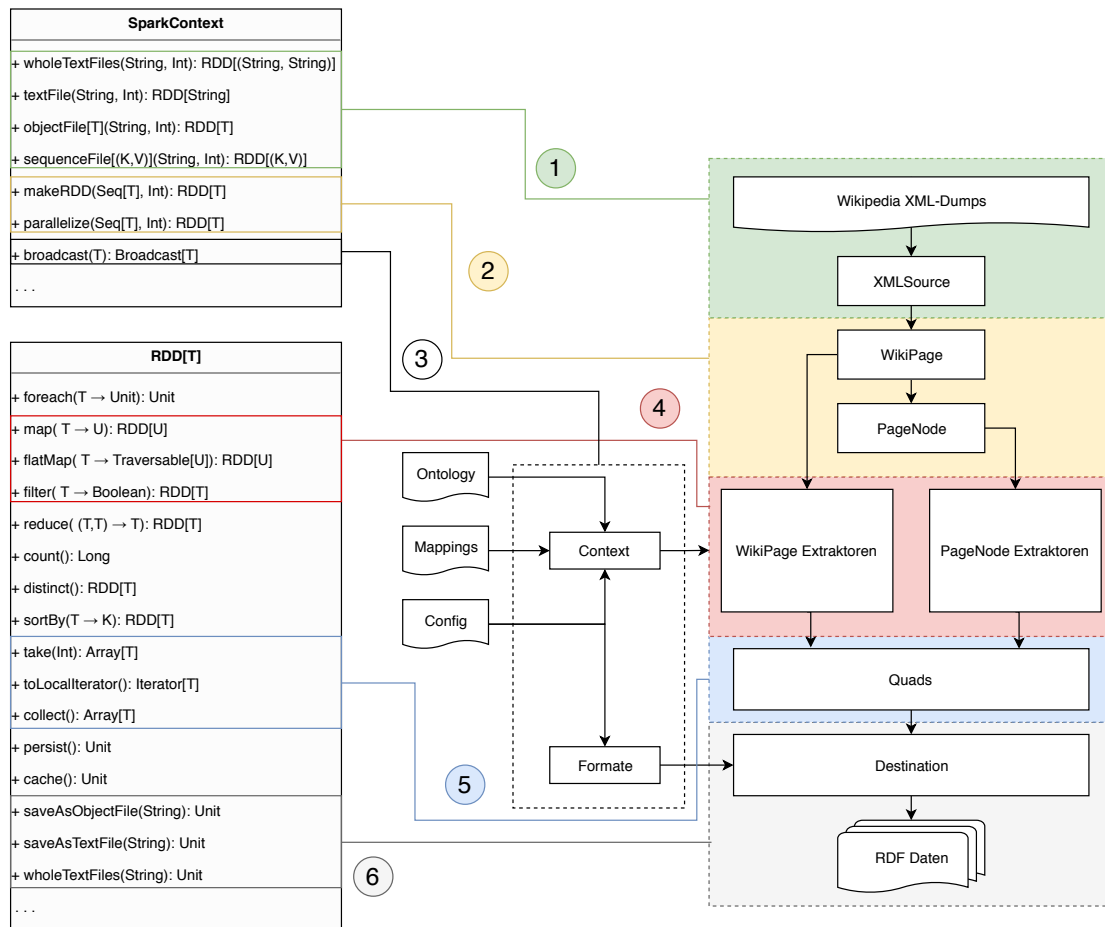 SparkContext
+ wholeTextFiles(String, Int): RDD[(String, String)]
+ textFile(String, Int): RDD[String]
+ objectFile[T](String, Int): RDD[T]
+ sequenceFile[(K,V)](String, Int): RDD[(K,V)]
+ makeRDD(Seq[T], Int): RDD[T]
+ parallelize(Seq[T], Int): RDD[T]
+ broadcast(T): Broadcast[T]
. . .
RDD[T]
+ foreach(T → Unit): Unit
+ map( T → U): RDD[U]
+ flatMap( T → Traversable[U]): RDD[U]
+ filter( T → Boolean): RDD[T]
+ reduce( (T,T) → T): RDD[T]
+ count(): Long
+ distinct(): RDD[T]
+ sortBy(T → K): RDD[T]
+ take(Int): Array[T]
+ toLocalIterator(): Iterator[T]
+ collect(): Array[T]
+ persist(): Unit
+ cache(): Unit
+ saveAsObjectFile(String): Unit
+ saveAsTextFile(String): Unit
+ wholeTextFiles(String): Unit
. . .
1
2
3
4
5
6
Ontology
Mappings
Config
Context
Formate
Wikipedia XML-Dumps
XMLSource
WikiPage
PageNode
WikiPage Extraktoren
PageNode Extraktoren
Quads
Destination
RDF Daten